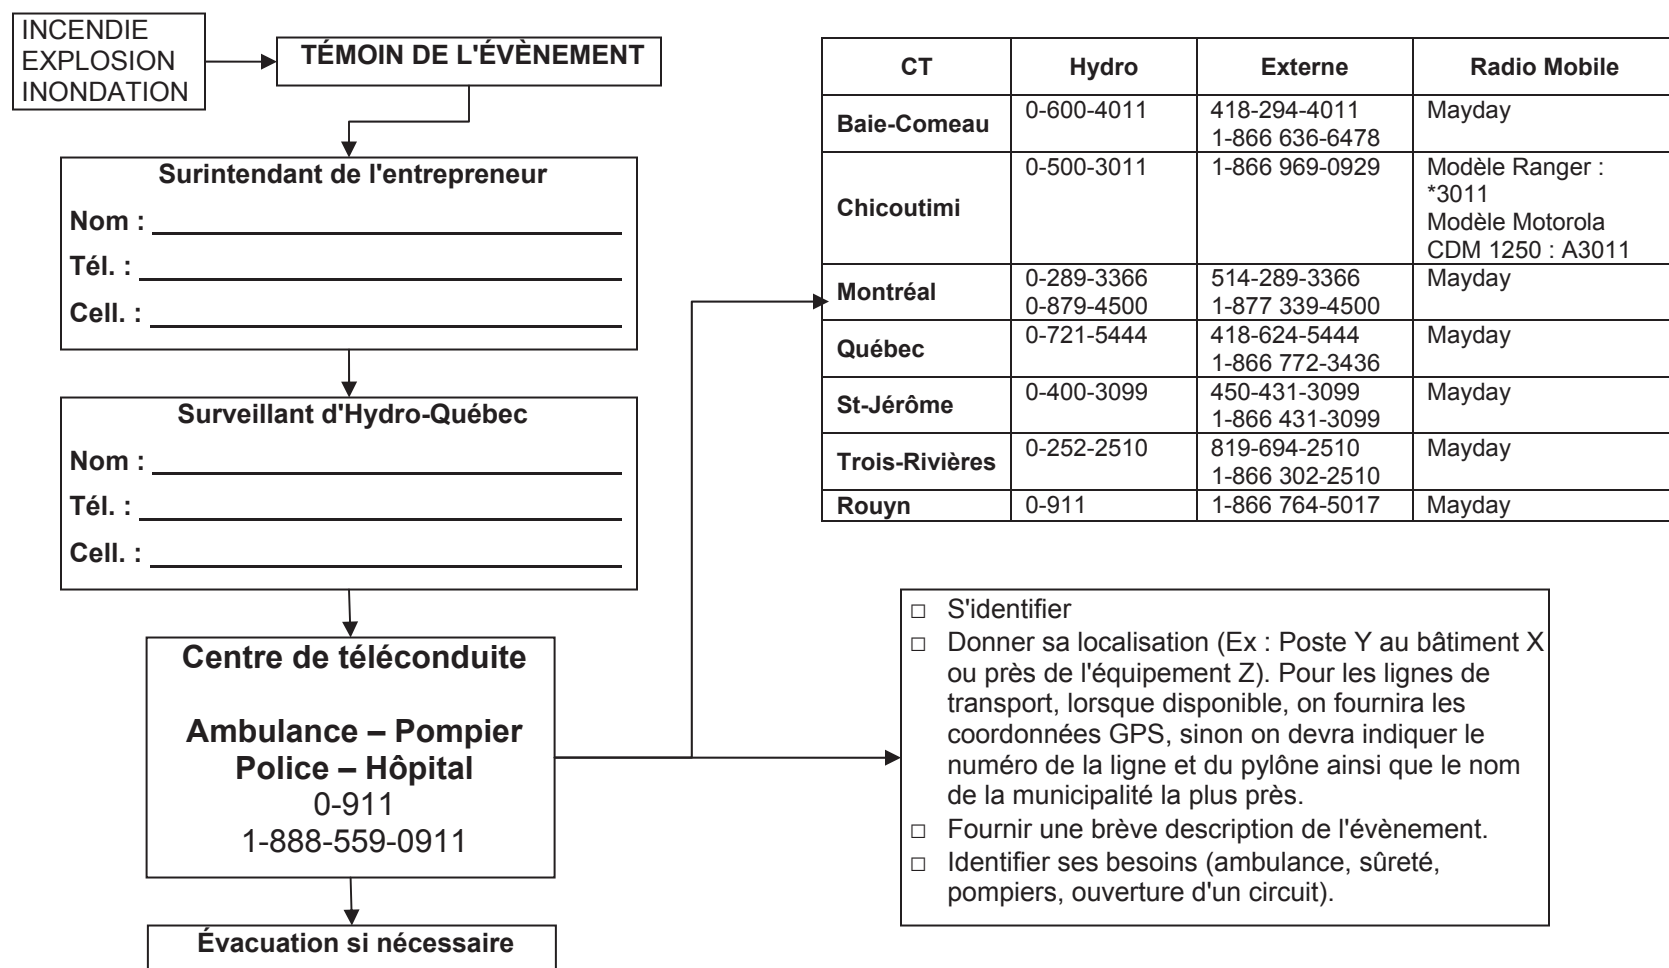 INCENDIE
EXPLOSION
INONDATION
TÉMOIN DE L'ÉVÈNEMENT
Surintendant de l'entrepreneur
Nom :
Tél. :
Cell. :
Surveillant d'Hydro-Québec
Nom :
Tél. :
Cell. :
Centre de téléconduite
Ambulance – Pompier
Police – Hôpital
0-911
1-888-559-0911
Évacuation si nécessaire
CT Hydro Externe Radio Mobile
Baie-Comeau 0-600-4011 418-294-4011 Mayday
1-866 636-6478
Chicoutimi 0-500-3011 1-866 969-0929 Modèle Ranger :
*3011
Modèle Motorola
CDM 1250 : A3011
Montréal 0-289-3366 514-289-3366 Mayday
0-879-4500 1-877 339-4500
Québec 0-721-5444 418-624-5444 Mayday
1-866 772-3436
St-Jérôme 0-400-3099 450-431-3099 Mayday
1-866 431-3099
Trois-Rivières 0-252-2510 819-694-2510 Mayday
1-866 302-2510
Rouyn 0-911 1-866 764-5017 Mayday
□ S'identifier
□ Donner sa localisation (Ex : Poste Y au bâtiment X
ou près de l'équipement Z). Pour les lignes de
transport, lorsque disponible, on fournira les
coordonnées GPS, sinon on devra indiquer le
numéro de la ligne et du pylône ainsi que le nom
de la municipalité la plus près.
□ Fournir une brève description de l'évènement.
□ Identifier ses besoins (ambulance, sûreté,
pompiers, ouverture d'un circuit).